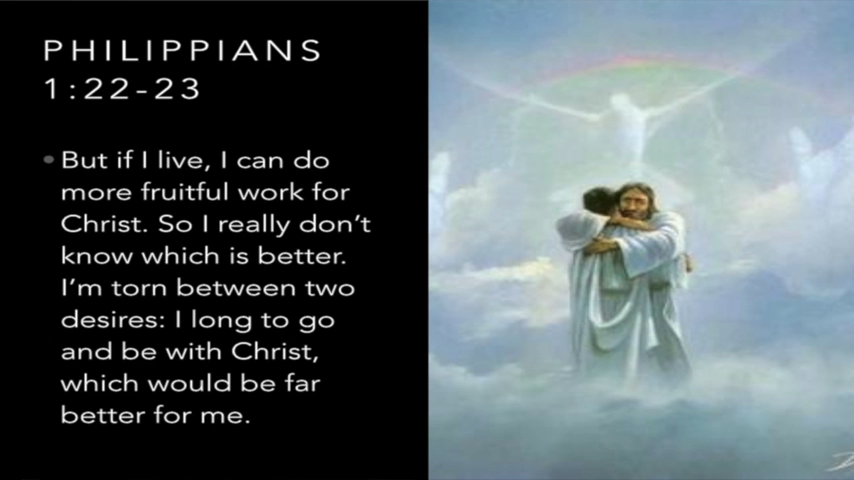 PHILIPPIANS
1:22-23
• But if I live, I can do
more fruitful work for
Christ. So I really don’t
know which is better.
I’m torn between two
desires: I long to go
and be with Christ,
which would be far
better for me.